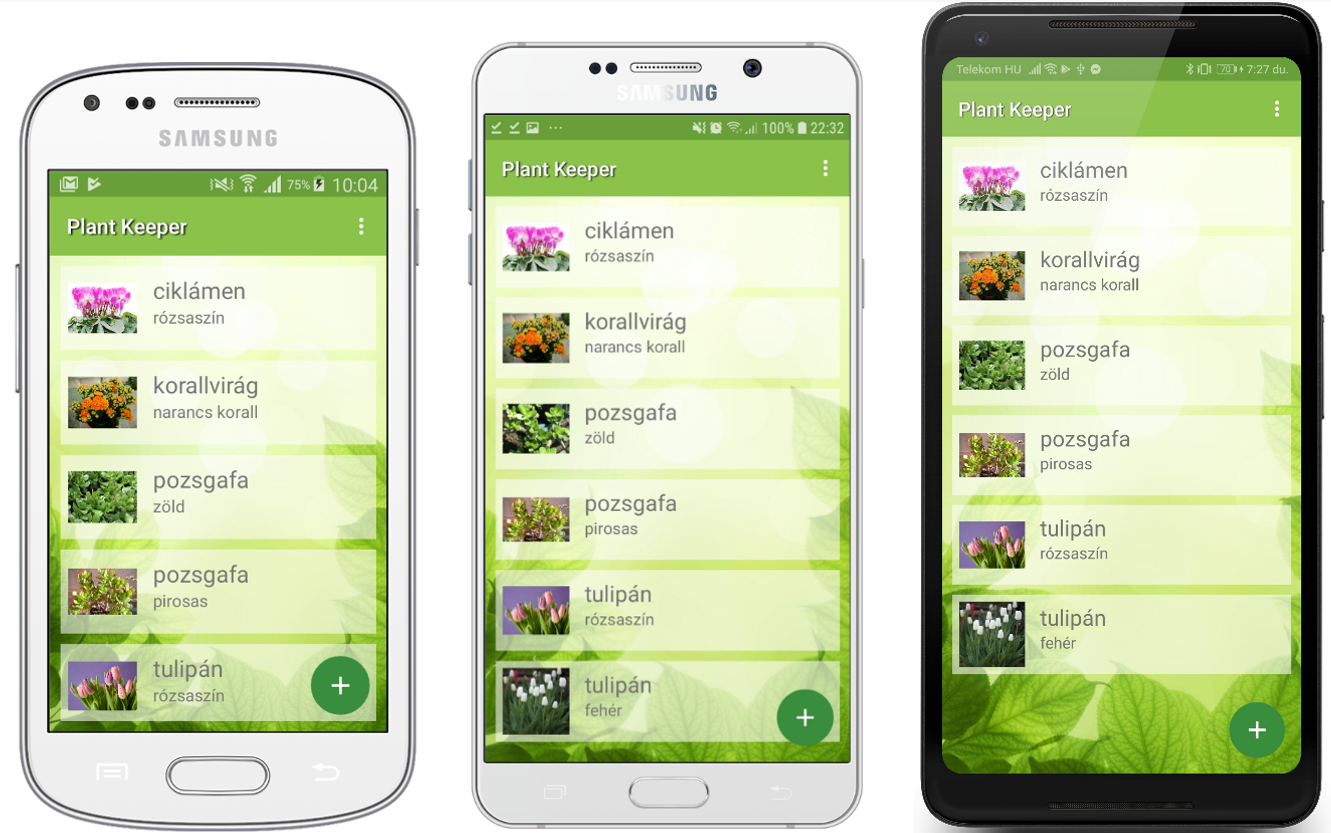 SAMSUNG
75% 10:04
Plant Keeper
ciklámen
rózsaszín
korallvirág
narancs korall
pozsgafa
zöld
pozsgafa
pirosas
tulipán
rózsaszín
SAMSUNG
100% 22:32
Plant Keeper
ciklámen
rózsaszín
korallvirág
narancs korall
pozsgafa
zöld
pozsgafa
pirosas
tulipán
rózsaszín
tulipán
fehér
Telekom HU 70 7:27 du.
Plant Keeper
ciklámen
rózsaszín
korallvirág
narancs korall
pozsgafa
zöld
pozsgafa
pirosas
tulipán
rózsaszín
tulipán
fehér